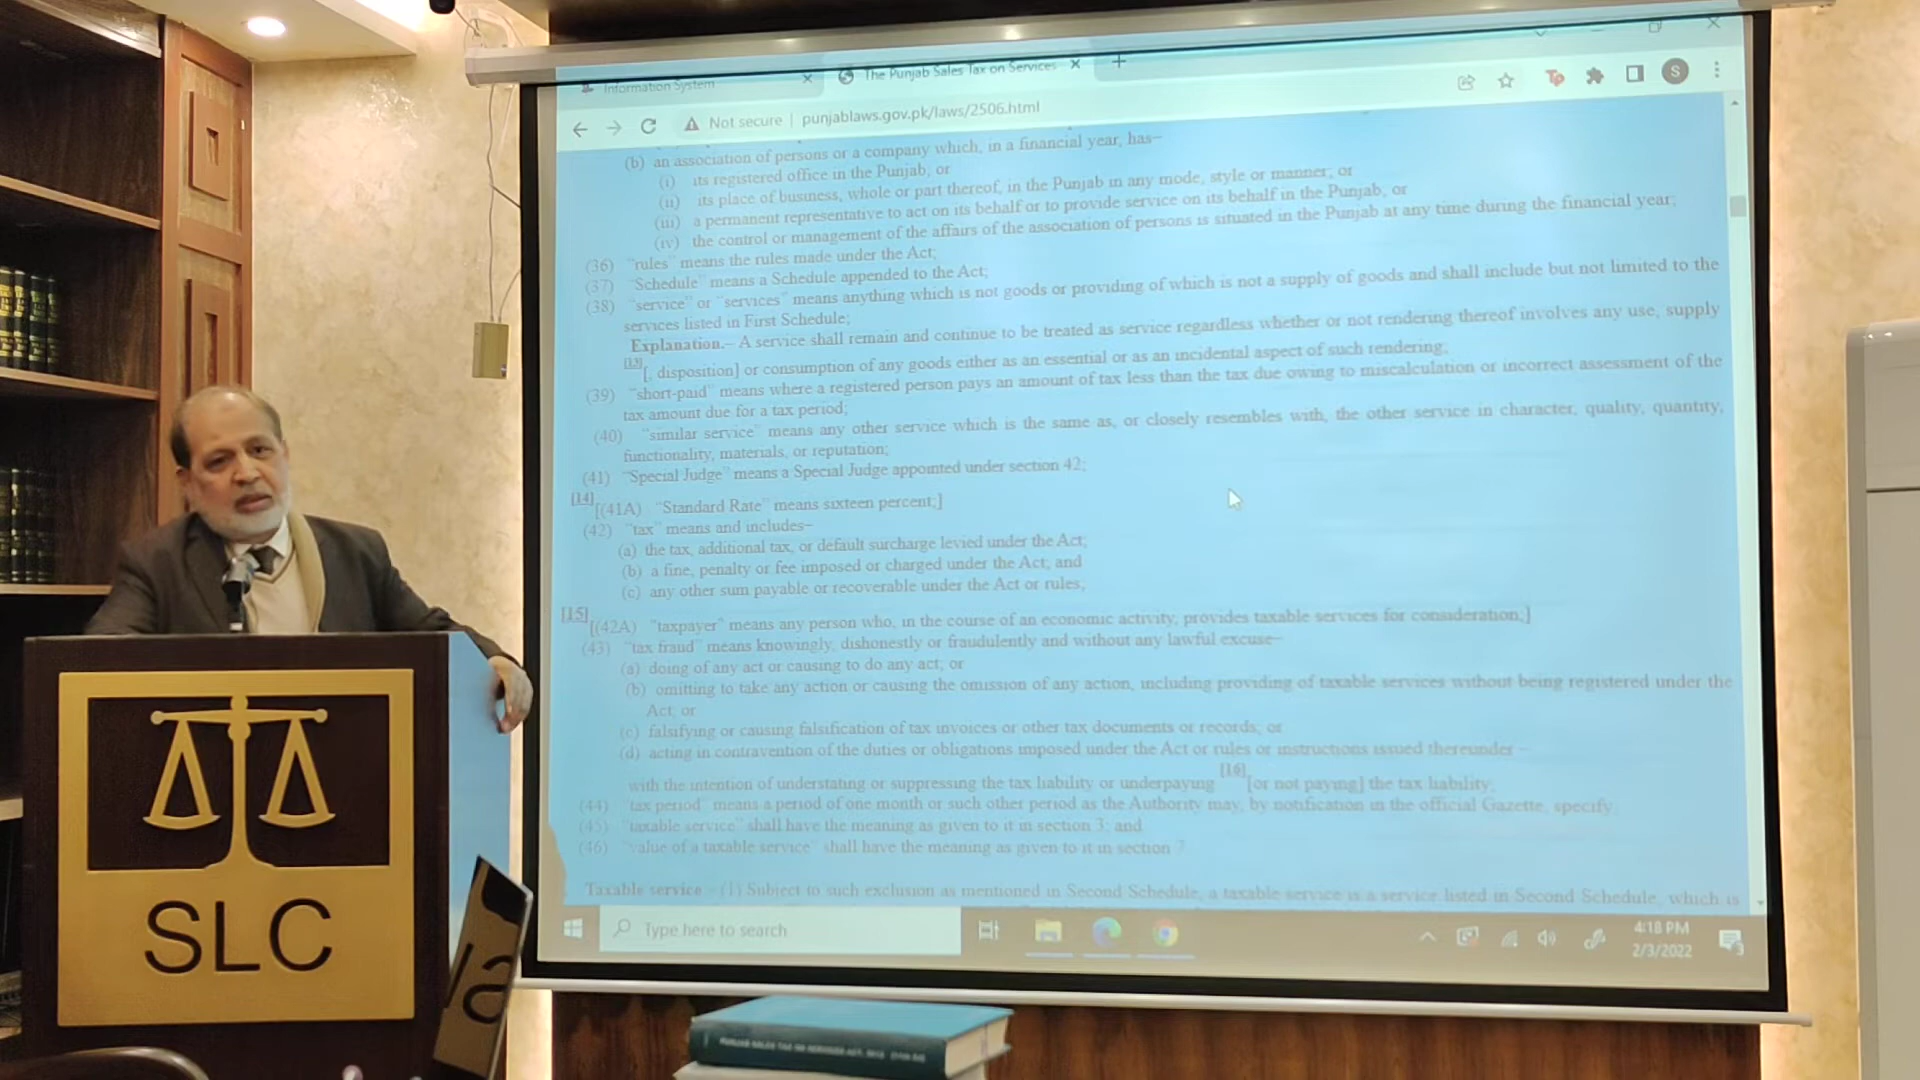 Information System
The Punjab Sales Tax on Services
Not secure | punjablaws.gov.pk/laws/2506.html
S
(b) an association of persons or a company which, in a financial year, has–
(i) its registered office in the Punjab, or
(ii) its place of business, whole or part thereof, in the Punjab in any mode, style or manner; or
(iii) a permanent representative to act on its behalf or to provide service on its behalf in the Punjab; or
(iv) the control or management of the affairs of the association of persons is situated in the Punjab at any time during the financial year;
(36) "rules" means the rules made under the Act;
(37) "Schedule" means a Schedule appended to the Act;
(38) "service" or "services" means anything which is not goods or providing of which is not a supply of goods and shall include but not limited to the
services listed in First Schedule;
Explanation.– A service shall remain and continue to be treated as service regardless whether or not rendering thereof involves any use, supply
[13][, disposition] or consumption of any goods either as an essential or as an incidental aspect of such rendering;
(39) "short-paid" means where a registered person pays an amount of tax less than the tax due owing to miscalculation or incorrect assessment of the
tax amount due for a tax period;
(40) "similar service" means any other service which is the same as, or closely resembles with, the other service in character, quality, quantity,
functionality, materials, or reputation;
(41) "Special Judge" means a Special Judge appointed under section 42;
[14][(41A) "Standard Rate" means sixteen percent;]
(42) "tax" means and includes–
(a) the tax, additional tax, or default surcharge levied under the Act;
(b) a fine, penalty or fee imposed or charged under the Act; and
(c) any other sum payable or recoverable under the Act or rules;
[15][(42A) "taxpayer" means any person who, in the course of an economic activity, provides taxable services for consideration;]
(43) "tax fraud" means knowingly, dishonestly or fraudulently and without any lawful excuse–
(a) doing of any act or causing to do any act; or
(b) omitting to take any action or causing the omission of any action, including providing of taxable services without being registered under the
Act; or
(c) falsifying or causing falsification of tax invoices or other tax documents or records; or
(d) acting in contravention of the duties or obligations imposed under the Act or rules or instructions issued thereunder –
with the intention of understating or suppressing the tax liability or underpaying [16][or not paying] the tax liability;
(44) "tax period" means a period of one month or such other period as the Authority may, by notification in the official Gazette, specify;
(45) "taxable service" shall have the meaning as given to it in section 3; and
(46) "value of a taxable service" shall have the meaning as given to it in section 7
Taxable service.– (1) Subject to such exclusion as mentioned in Second Schedule, a taxable service is a service listed in Second Schedule, which is
Type here to search
4:18 PM
2/3/2022
3
SLC